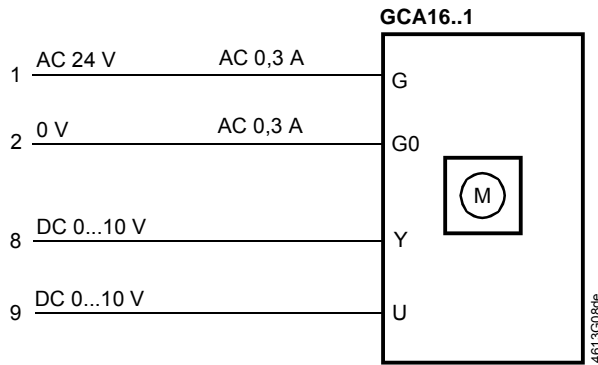 GCA16..1
1 AC 24 V AC 0,3 A G
2 0 V AC 0,3 A G0
M
8 DC 0...10 V Y
9 DC 0...10 V U
4613G08de